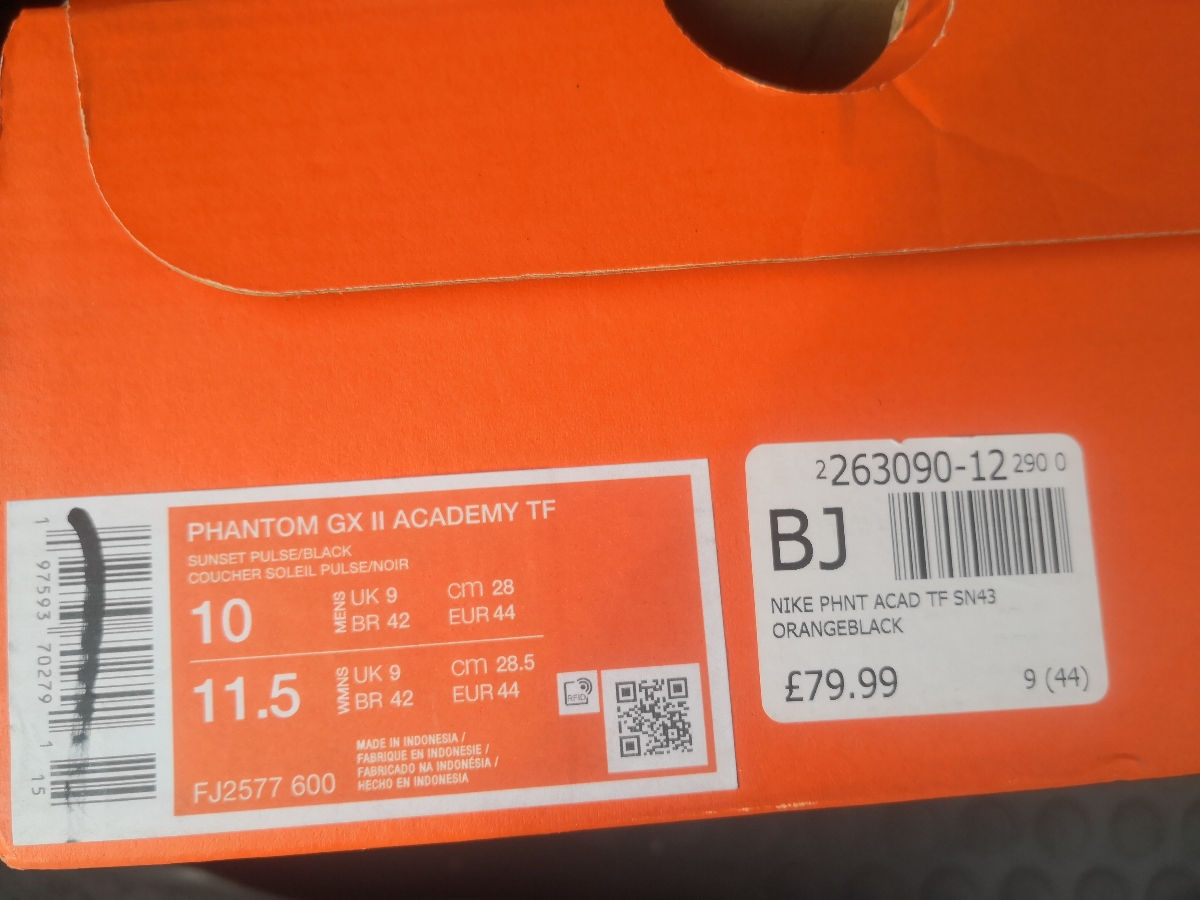 PHANTOM GX II ACADEMY TF
SUNSET PULSE/BLACK
COUCHER SOLEIL PULSE/NOIR
10
MENS
UK 9
CM 28
BR 42
EUR 44
11.5
WMNS
UK 9
CM 28.5
BR 42
EUR 44
RFID
MADE IN INDONESIA /
FABRIQUE EN INDONESIE /
FABRICADO NA INDONÉSIA /
HECHO EN INDONESIA
FJ2577 600
1 97593 70279 1 15
2 263090-12 290 0
BJ
NIKE PHNT ACAD TF SN43
ORANGEBLACK
£79.99
9 (44)